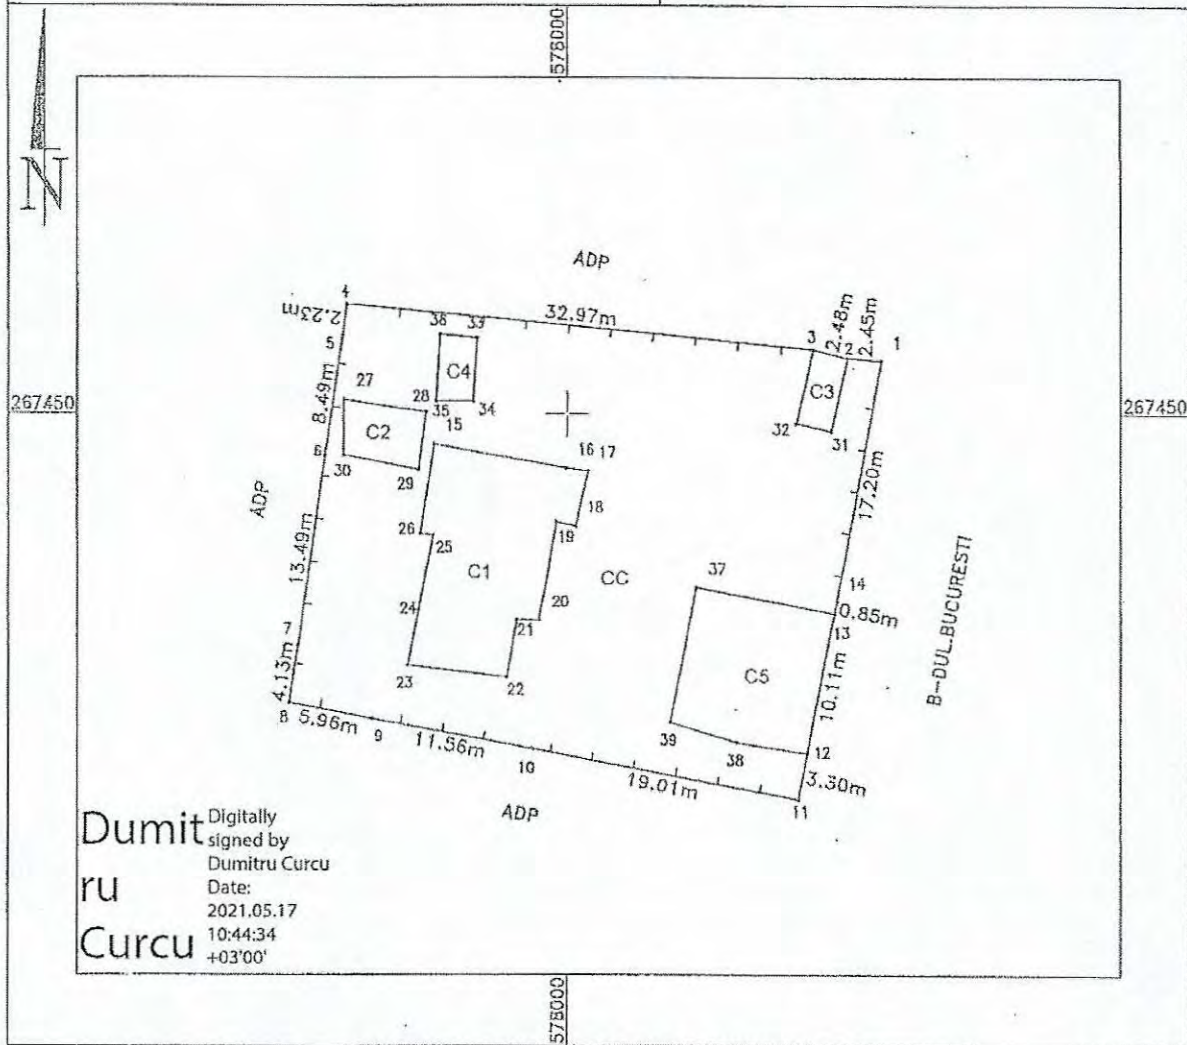 578000
N
ADP
4
2.23m
32.97m
38
33
5
3
2.48m
2
2.45m
1
27
C4
C3
8.49m
28
35
34
267450
267450
15
32
31
C2
6
30
29
16 17
18
17.20m
ADP
26
25
19
13.49m
C1
CC
37
14
24
20
0.85m
21
13
B-DUL.BUCURESTI
7
4.13m
23
22
C5
10.11m
8
5.96m
9
11.56m
39
38
12
10
19.01m
3.30m
11
ADP
Dumit
ru
Curcu
Digitally
signed by
Dumitru Curcu
Date:
2021.05.17
10:44:34
+03'00'
578000